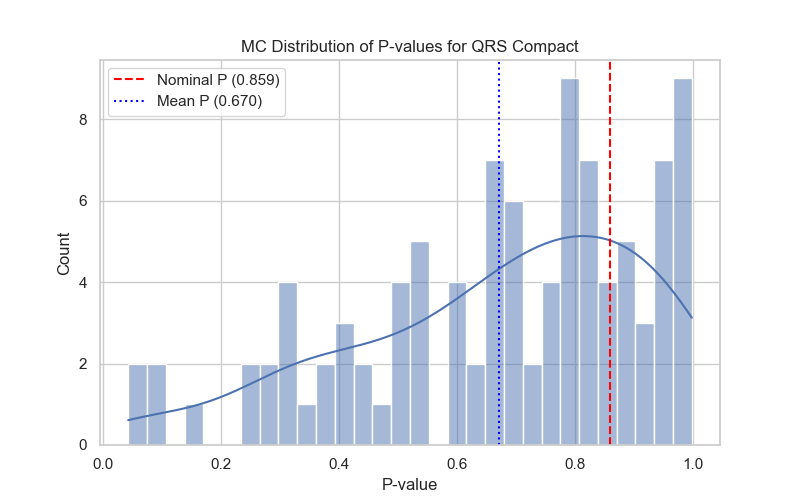 MC Distribution of P-values for QRS Compact
Nominal P (0.859)
Mean P (0.670)
Count
8
6
4
2
0
0.0 0.2 0.4 0.6 0.8 1.0
P-value